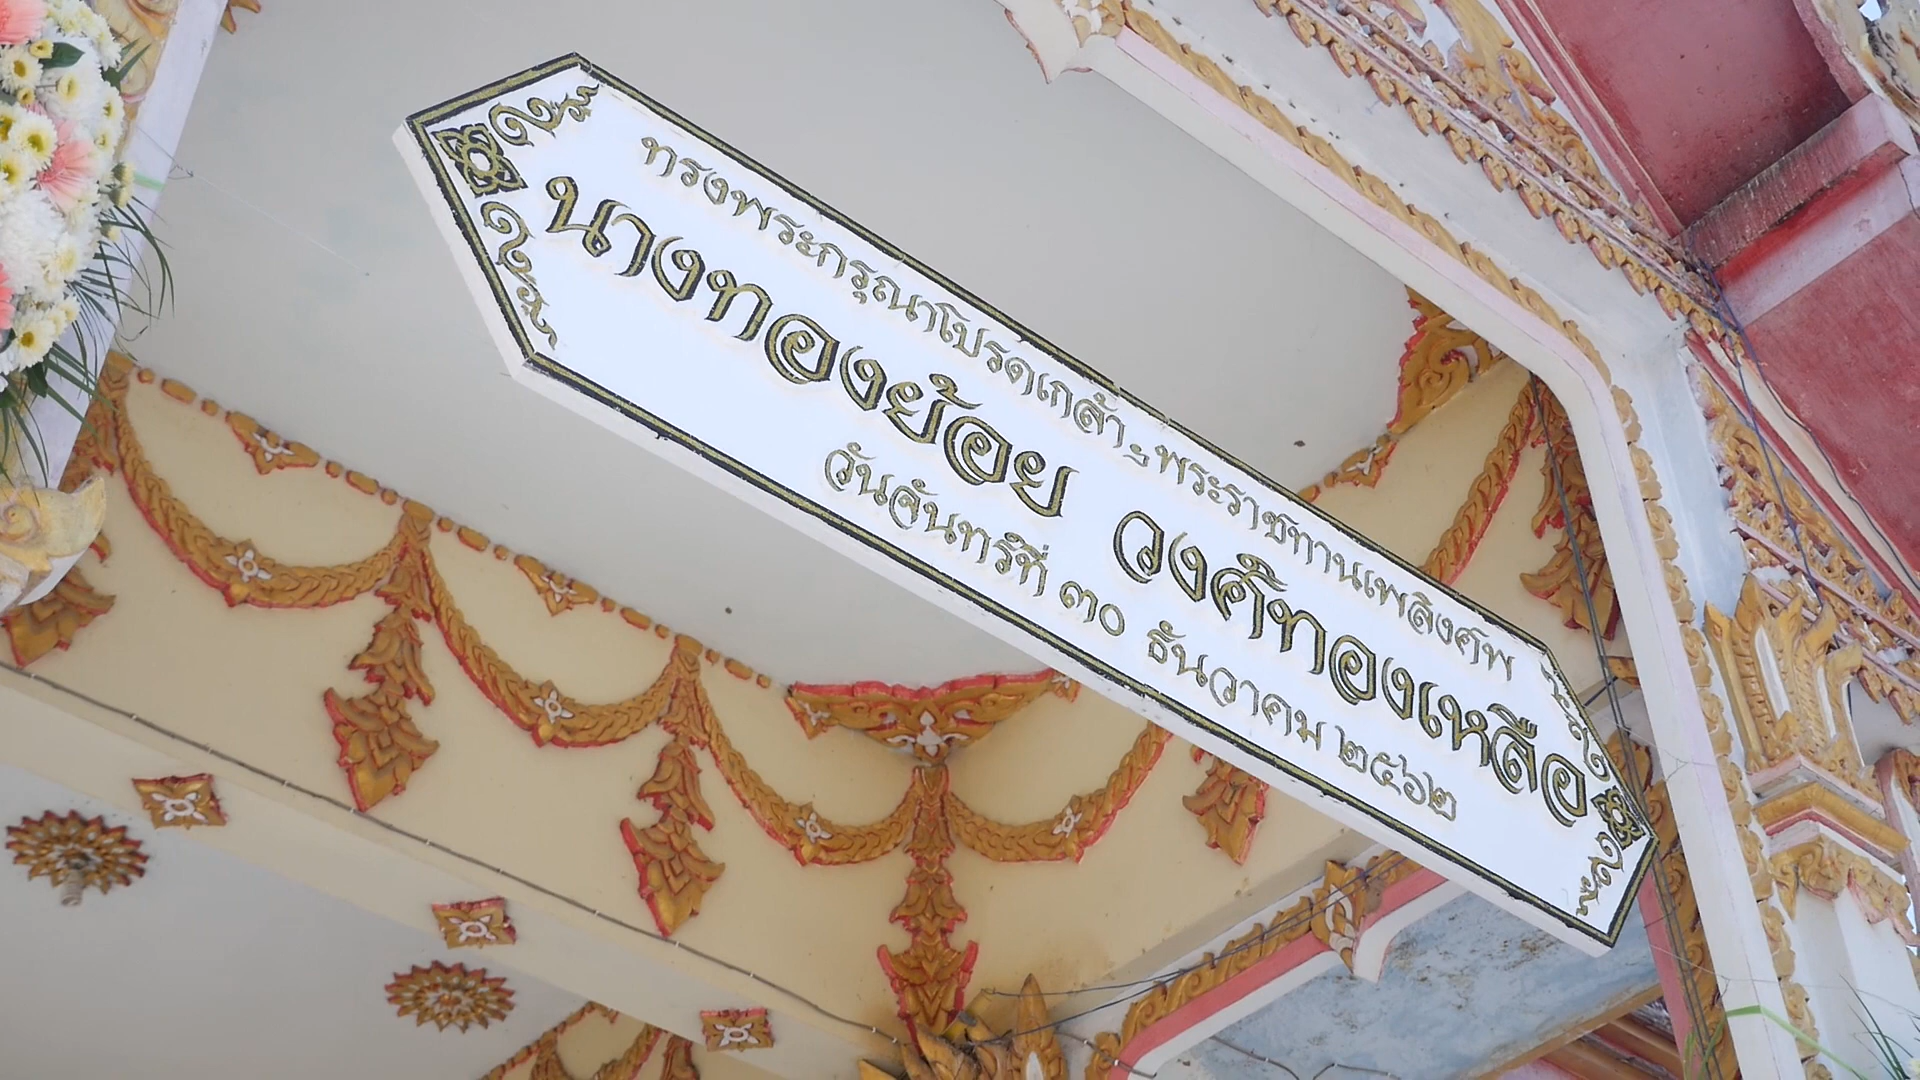 ทรงพระกรุณาโปรดเกล้าฯพระราชทานเพลิงศพ
นางทองย้อย วงศ์ทองเหลือ
วันจันทร์ที่ ๓๐ ธันวาคม ๒๕๖๒